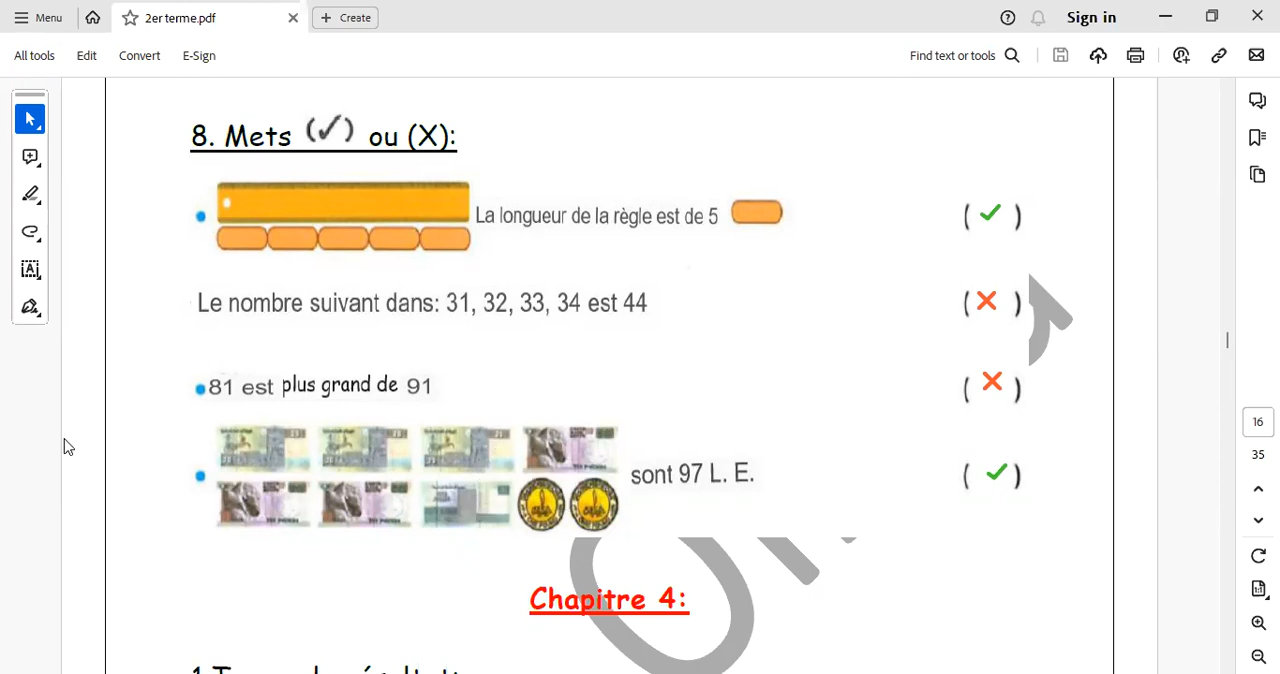 Menu
2er terme.pdf
Create
Sign in
All tools
Edit
Convert
E-Sign
Find text or tools
8. Mets (✓) ou (X):
La longueur de la règle est de 5
( ✓ )
Le nombre suivant dans: 31, 32, 33, 34 est 44
( X )
81 est plus grand de 91
( X )
sont 97 L. E.
( ✓ )
Chapitre 4:
16
35